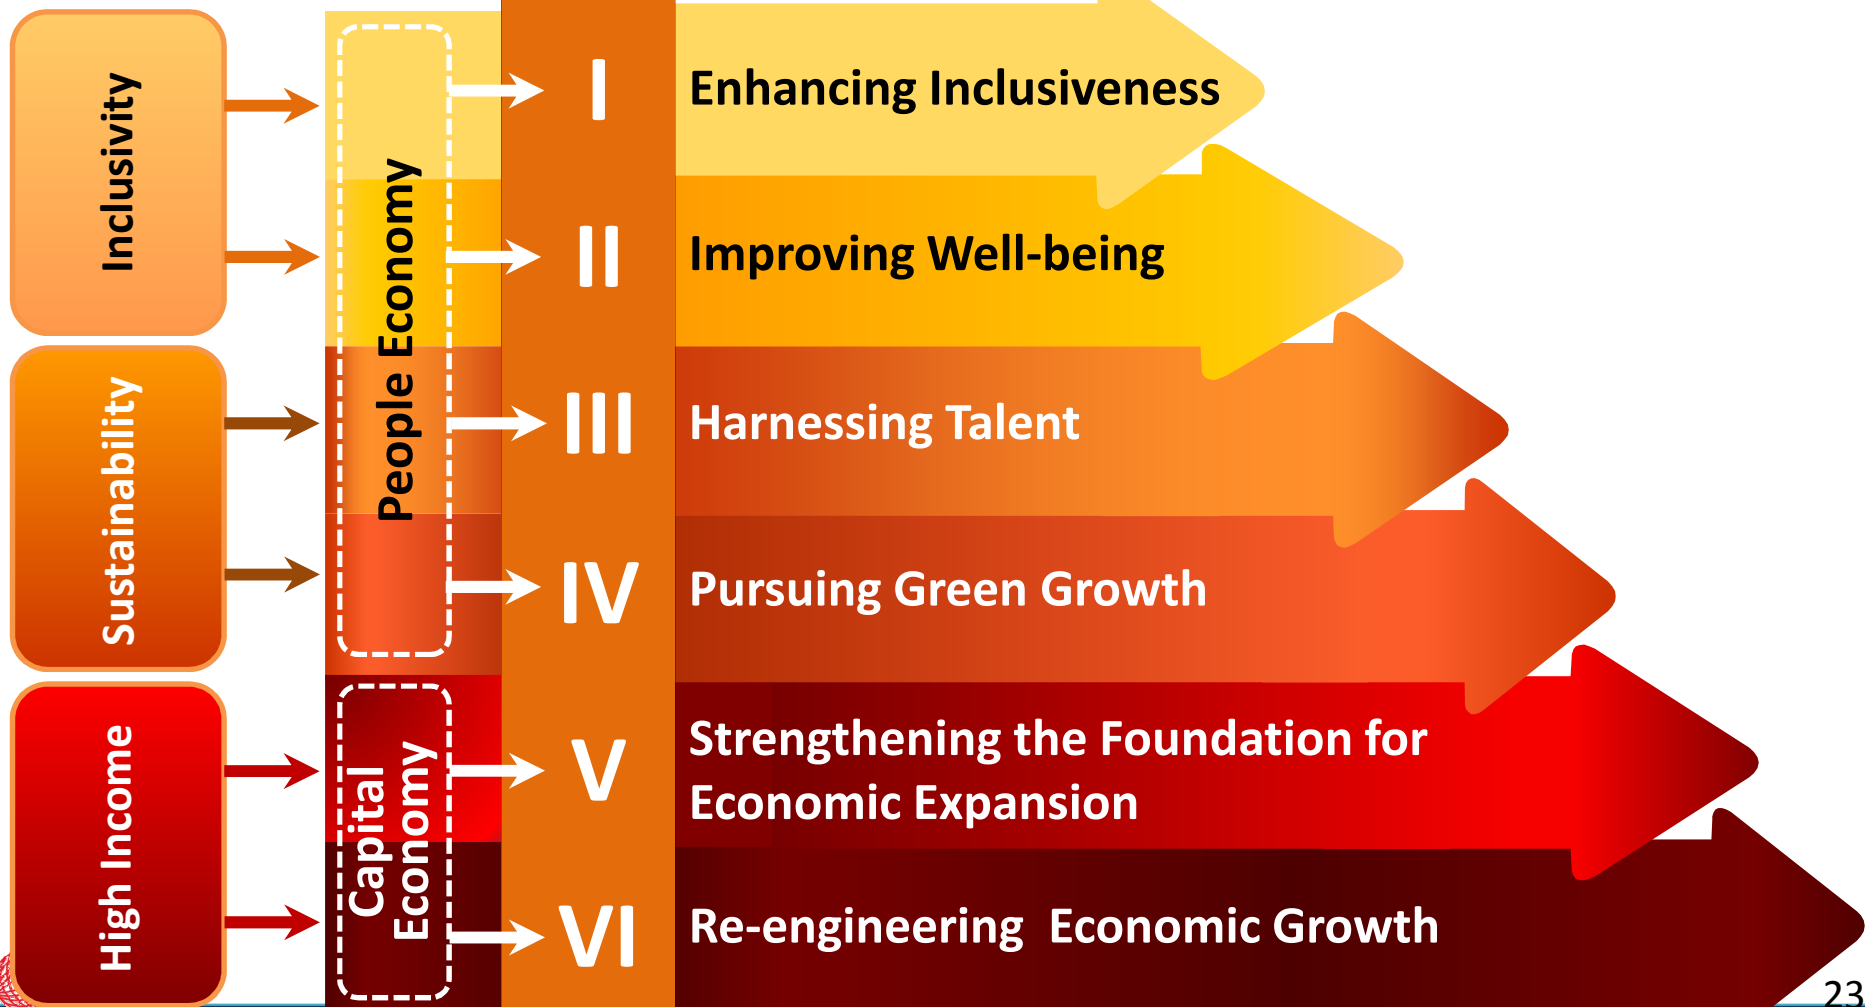 Inclusivity
Sustainability
High Income
People Economy
Capital
Economy
I
Enhancing Inclusiveness
II
Improving Well-being
III
Harnessing Talent
IV
Pursuing Green Growth
V
Strengthening the Foundation for
Economic Expansion
VI
Re-engineering Economic Growth
23